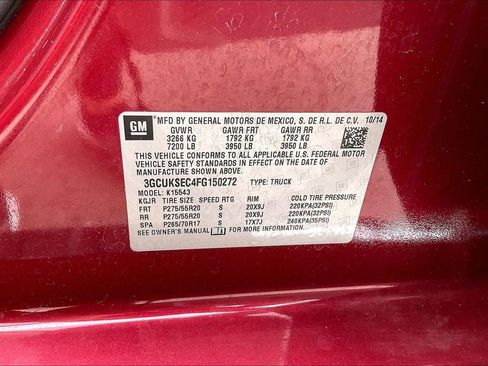 GM
MFD BY GENERAL MOTORS DE MEXICO, S. DE R.L. DE C.V. 10/14
GVWR GAWR FRT GAWR RR
3266 KG 1792 KG 1792 KG
7200 LB 3950 LB 3950 LB
THIS VEHICLE CONFORMS TO ALL APPLICABLE U.S. FEDERAL MOTOR
VEHICLE SAFETY STANDARDS IN EFFECT ON THE DATE OF
MANUFACTURE SHOWN ABOVE.
3GCUKSEC4FG150272 TYPE: TRUCK
MODEL: K15543
KGJR TIRE SIZE SPEED RTG RIM COLD TIRE PRESSURE
FRT P275/55R20 S 20X9J 220KPA(32PSI)
RR P275/55R20 S 20X9J 220KPA(32PSI)
SPA P265/70R17 S 17X7J 240KPA(35PSI)
SEE OWNER'S MANUAL